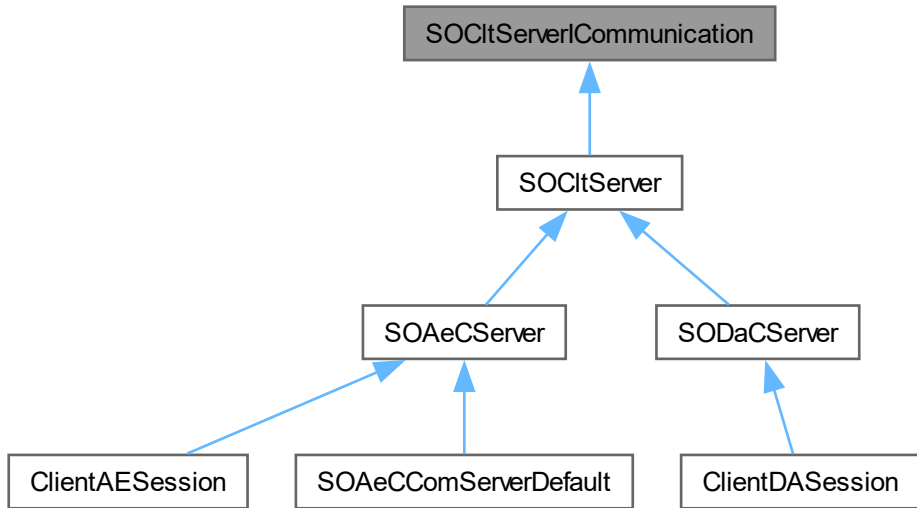 SOCltServerICommunication
SOCltServer
SOAeCServer
SODaCServer
ClientAESession
SOAeCComServerDefault
ClientDASession